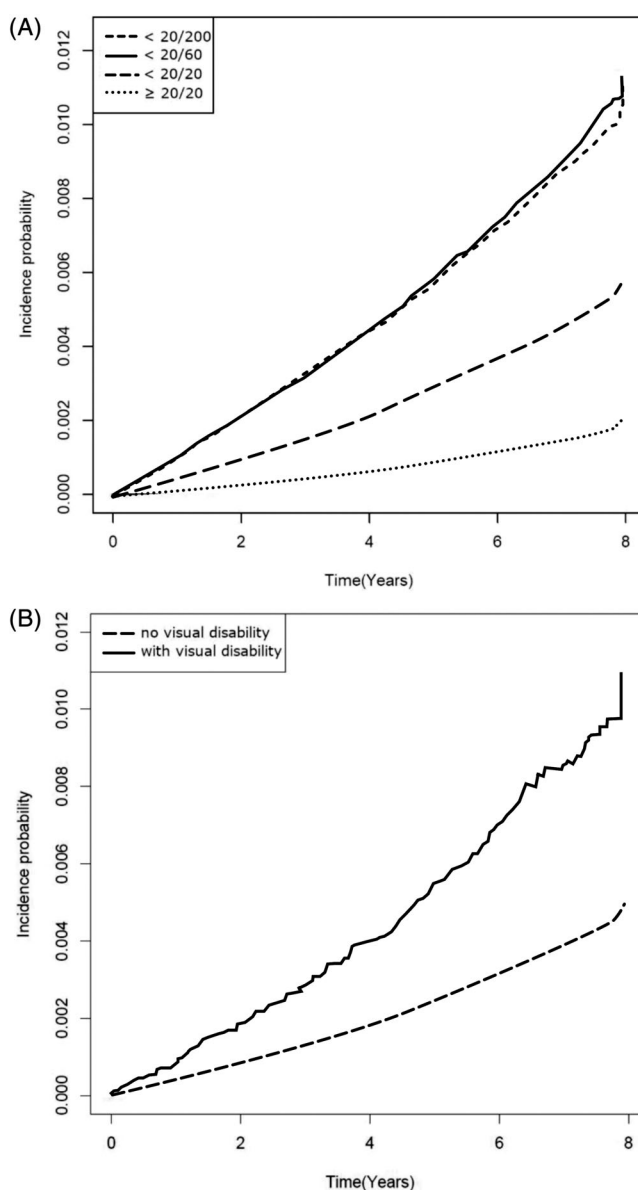 (A)
< 20/200
< 20/60
< 20/20
≥ 20/20
Incidence probability
0.012
0.010
0.008
0.006
0.004
0.002
0.000
0 2 4 6 8
Time(Years)
(B)
no visual disability
with visual disability
Incidence probability
0.012
0.010
0.008
0.006
0.004
0.002
0.000
0 2 4 6 8
Time(Years)